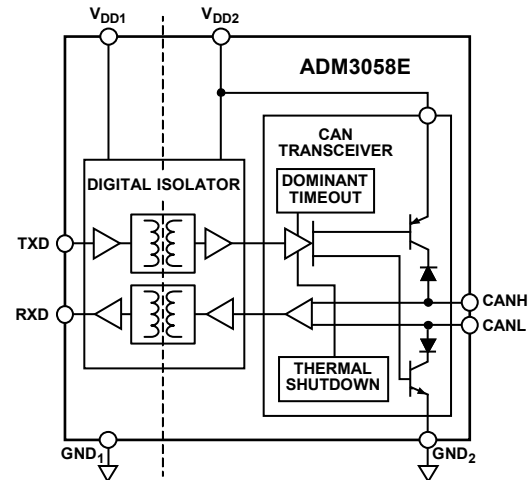 VDD1
VDD2
ADM3058E
CAN
TRANSCEIVER
DIGITAL ISOLATOR
DOMINANT
TIMEOUT
TXD
RXD
CANH
CANL
THERMAL
SHUTDOWN
GND1
GND2